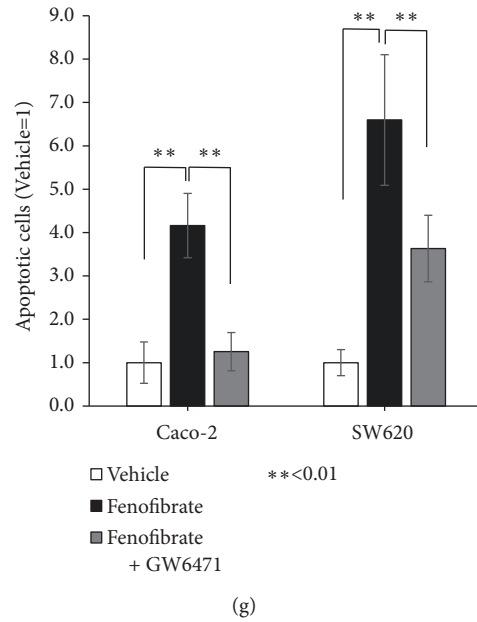 Apoptotic cells (Vehicle=1)
9.0
8.0
7.0
6.0
5.0
4.0
3.0
2.0
1.0
0.0
** **
** **
Caco-2 SW620
Vehicle **<0.01
Fenofibrate
Fenofibrate
+ GW6471
(g)